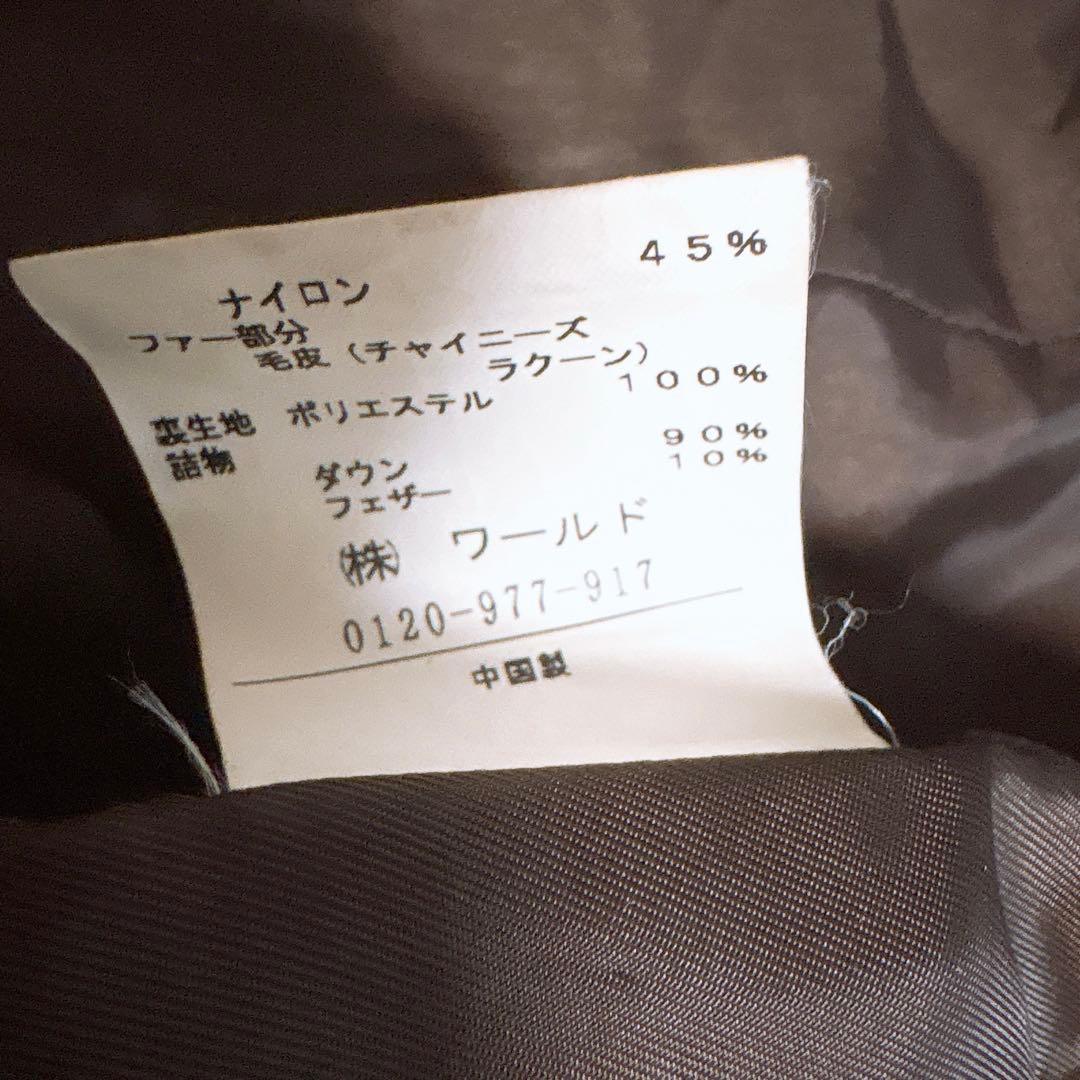 ナイロン 45%
ファー部分
毛皮(チャイニーズ
ラクーン)
裏生地 ポリエステル 100%
詰物 ダウン 90%
フェザー 10%
㈱ ワールド
0120-977-917
中国製